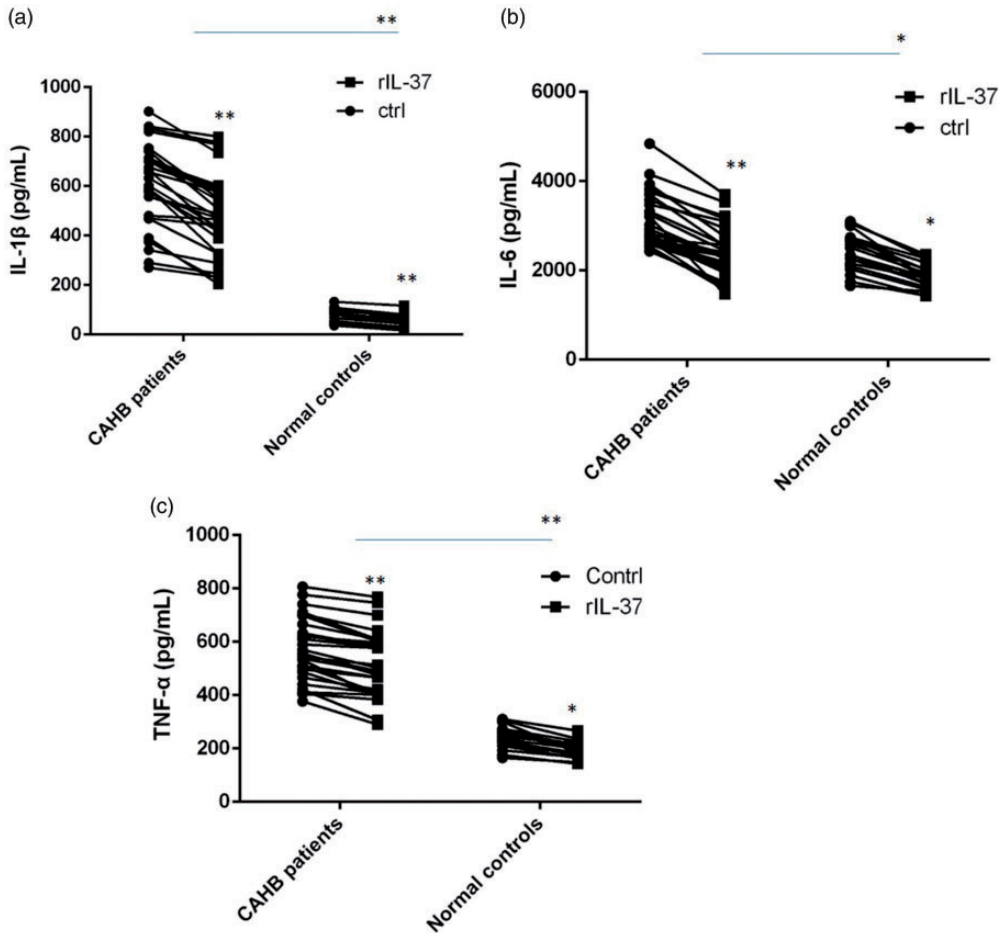 (a)
**
rIL-37
ctrl
1000
800
600
400
200
0
IL-1β (pg/mL)
**
**
CAHB patients
Normal controls
(b)
*
rIL-37
ctrl
6000
4000
2000
0
IL-6 (pg/mL)
**
*
CAHB patients
Normal controls
(c)
**
Contrl
rIL-37
1000
800
600
400
200
0
TNF-α (pg/mL)
**
*
CAHB patients
Normal controls